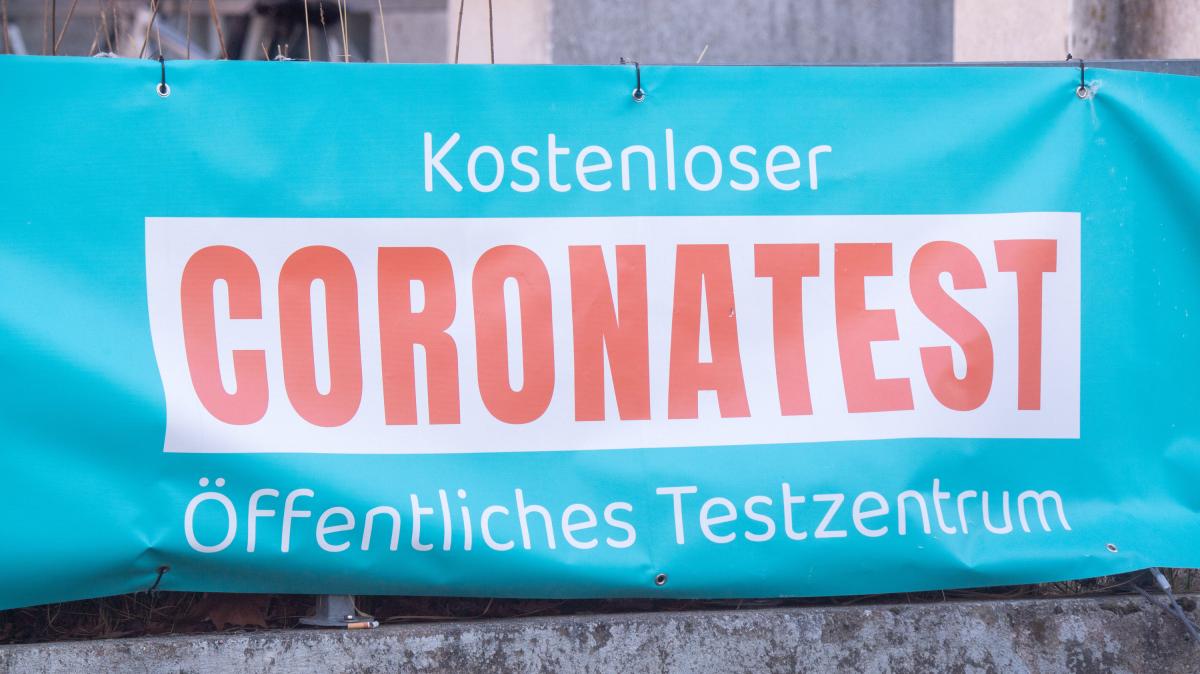 Kostenloser
CORONATEST
Öffentliches Testzentrum